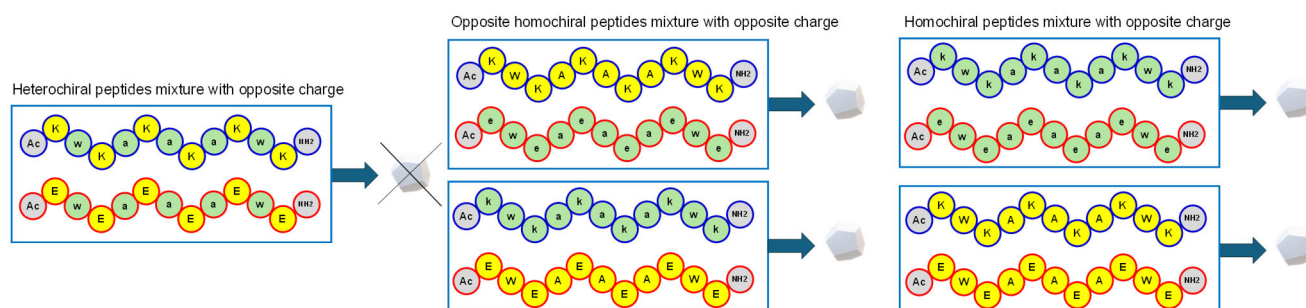 Opposite homochiral peptides mixture with opposite charge
Ac K W K A K A K A K W K NH2
Ac e w e a e a e a e w e NH2
Ac k w k a k a k a k w k NH2
Ac E W E A E A E A E W E NH2
Homochiral peptides mixture with opposite charge
Ac k w k a k a k a k w k NH2
Ac e w e a e a e a e w e NH2
Ac K W K A K A K A K W K NH2
Ac E W E A E A E A E W E NH2
Heterochiral peptides mixture with opposite charge
Ac K w K a K a K a K w K NH2
Ac E w E a E a E a E w E NH2